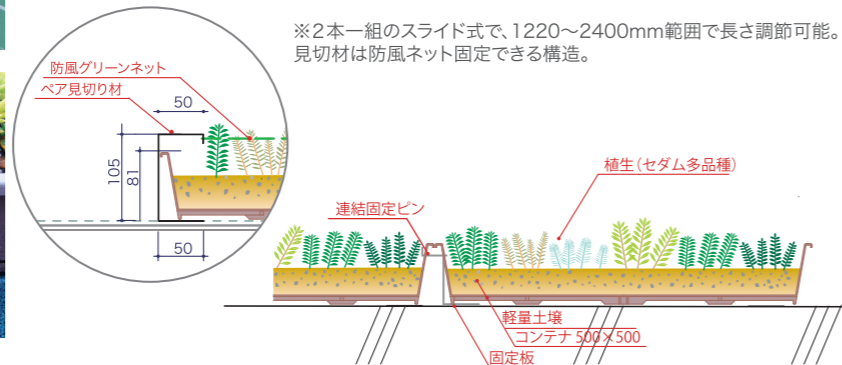 ※2本一組のスライド式で、1220〜2400mm範囲で長さ調節可能。
見切材は防風ネット固定できる構造。
防風グリーンネット
ペア見切り材
50
105
81
50
植生（セダム多品種）
連結固定ピン
軽量土壌
コンテナ 500×500
固定板